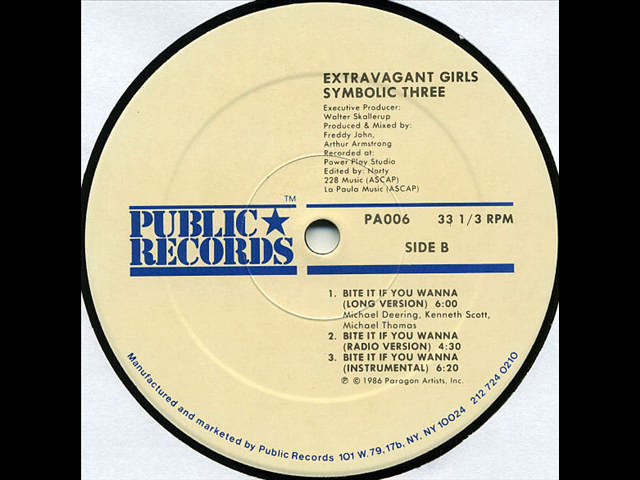 EXTRAVAGANT GIRLS
SYMBOLIC THREE
Executive Producer:
Walter Skallerup
Produced & Mixed by:
Freddy John,
Arthur Armstrong
Recorded at:
Power Play Studio
Edited by: Norty
228 Music (ASCAP)
La Paula Music (ASCAP)
TM
PUBLIC★
RECORDS
PA006 33 1/3 RPM
SIDE B
1. BITE IT IF YOU WANNA
(LONG VERSION) 6:00
Michael Deering, Kenneth Scott,
Michael Thomas
2. BITE IT IF YOU WANNA
(RADIO VERSION) 4:30
3. BITE IT IF YOU WANNA
(INSTRUMENTAL) 6:20
℗ © 1986 Paragon Artists, Inc.
Manufactured and marketed by Public Records 101 W. 79, 17b, NY, NY 10024 212 724 0210